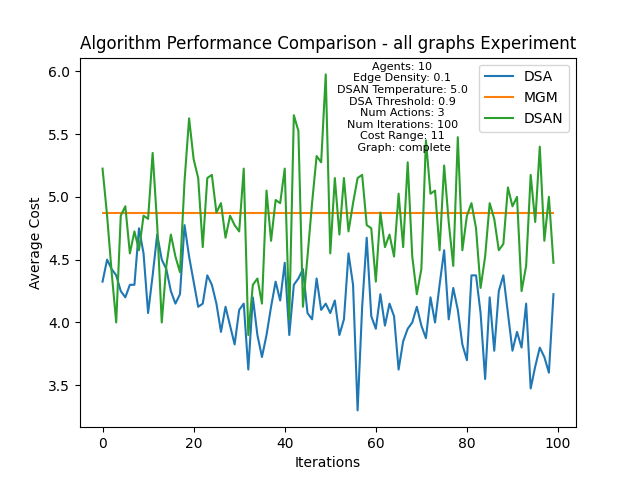 Algorithm Performance Comparison - all graphs Experiment
Agents: 10
Edge Density: 0.1
DSAN Temperature: 5.0
DSA Threshold: 0.9
Num Actions: 3
Num Iterations: 100
Cost Range: 11
Graph: complete
DSA
MGM
DSAN
Average Cost
6.0
5.5
5.0
4.5
4.0
3.5
0 20 40 60 80 100
Iterations